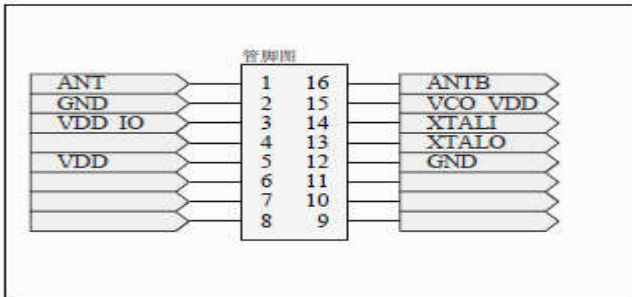 管脚图
ANT 1 16 ANTB
GND 2 15 VCO VDD
VDD IO 3 14 XTALI
4 13 XTALO
VDD 5 12 GND
6 11
7 10
8 9